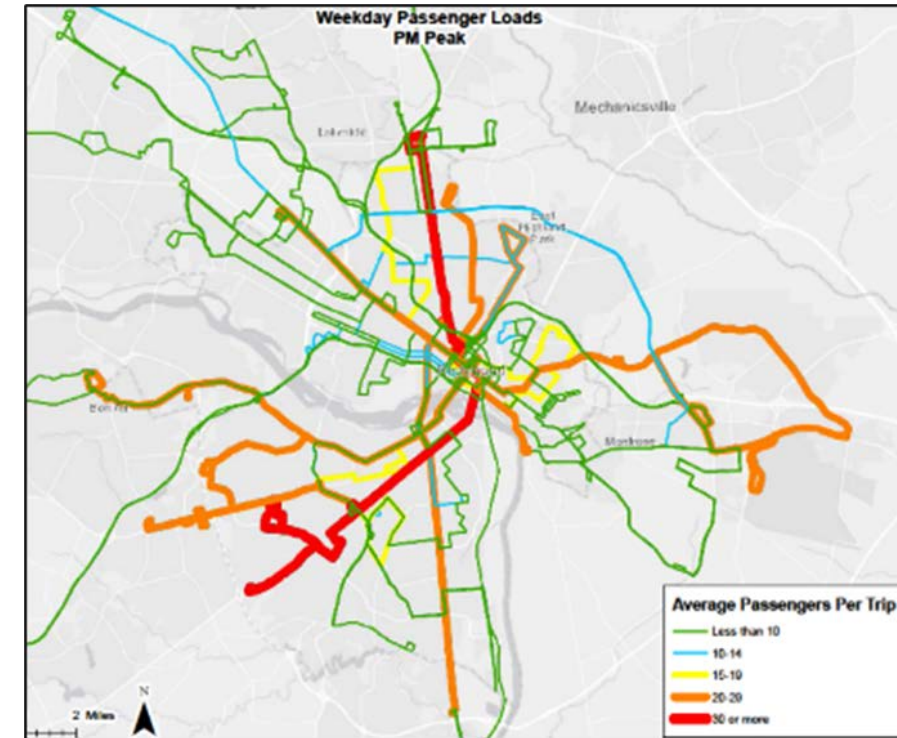 Weekday Passenger Loads
PM Peak
Mechanicsville
Lakeside
East
Highland
Park
Bon Air
Montrose
Average Passengers Per Trip
Less than 10
10-14
15-19
20-29
30 or more
N
2 Miles